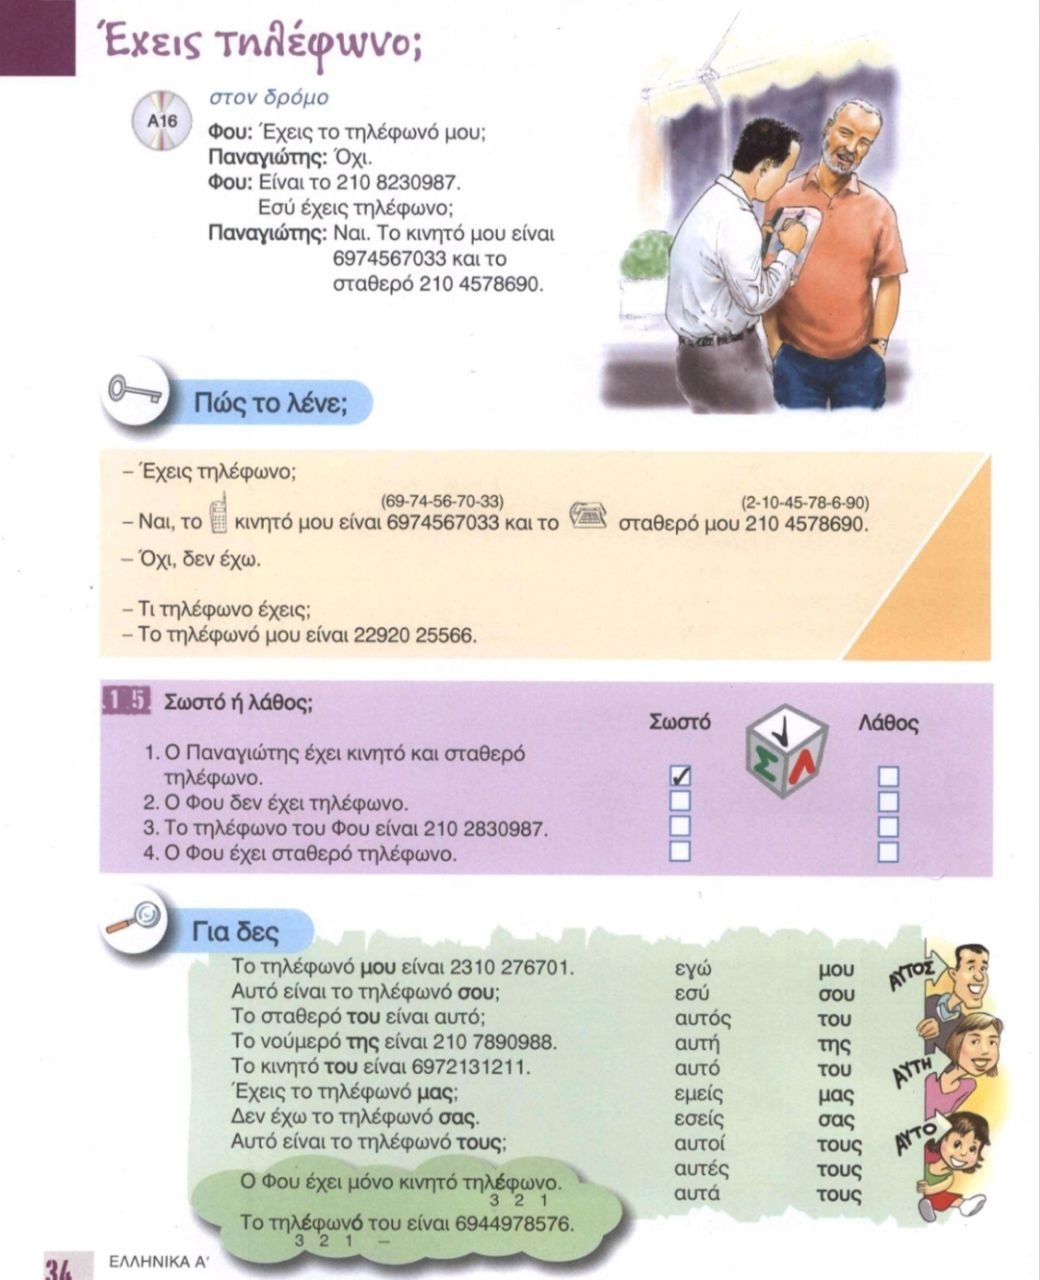 Έχεις τηλέφωνο;
A16
στον δρόμο
Φου: Έχεις το τηλέφωνό μου;
Παναγιώτης: Όχι.
Φου: Είναι το 210 8230987.
Εσύ έχεις τηλέφωνο;
Παναγιώτης: Ναι. Το κινητό μου είναι
6974567033 και το
σταθερό 210 4578690.
Πώς το λένε;
– Έχεις τηλέφωνο;
(69-74-56-70-33) (2-10-45-78-6-90)
– Ναι, το κινητό μου είναι 6974567033 και το σταθερό μου 210 4578690.
– Όχι, δεν έχω.
– Τι τηλέφωνο έχεις;
– Το τηλέφωνό μου είναι 22920 25566.
15 Σωστό ή λάθος;
Σωστό Σ Λ Λάθος
1. Ο Παναγιώτης έχει κινητό και σταθερό
τηλέφωνο. ✓
2. Ο Φου δεν έχει τηλέφωνο.
3. Το τηλέφωνο του Φου είναι 210 2830987.
4. Ο Φου έχει σταθερό τηλέφωνο.
Για δες
Το τηλέφωνό μου είναι 2310 276701. εγώ μου ΑΥΤΟΣ
Αυτό είναι το τηλέφωνό σου; εσύ σου
Το σταθερό του είναι αυτό; αυτός του
Το νούμερό της είναι 210 7890988. αυτή της
Το κινητό του είναι 6972131211. αυτό του ΑΥΤΗ
Έχεις το τηλέφωνό μας; εμείς μας
Δεν έχω το τηλέφωνό σας. εσείς σας
Αυτό είναι το τηλέφωνό τους; αυτοί τους ΑΥΤΟ
αυτές τους
αυτά τους
Ο Φου έχει μόνο κινητό τηλέφωνο.
3 2 1
Το τηλέφωνό του είναι 6944978576.
3 2 1 –
34 ΕΛΛΗΝΙΚΑ Α'